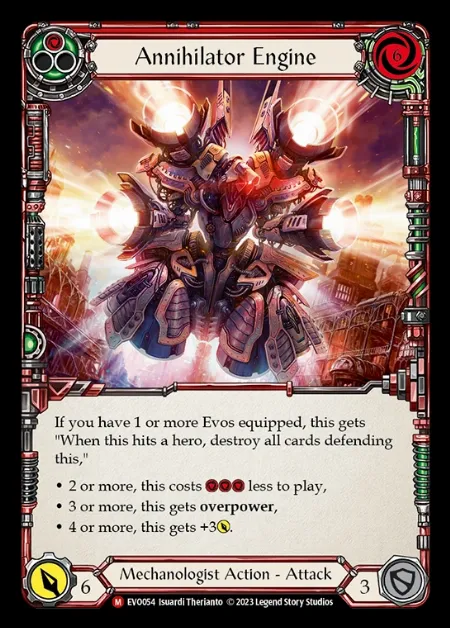 Annihilator Engine
6
If you have 1 or more Evos equipped, this gets
"When this hits a hero, destroy all cards defending
this,"
• 2 or more, this costs less to play,
• 3 or more, this gets overpower,
• 4 or more, this gets +3.
6
Mechanologist Action - Attack
3
M EVO054 Isuardi Therianto © 2023 Legend Story Studios